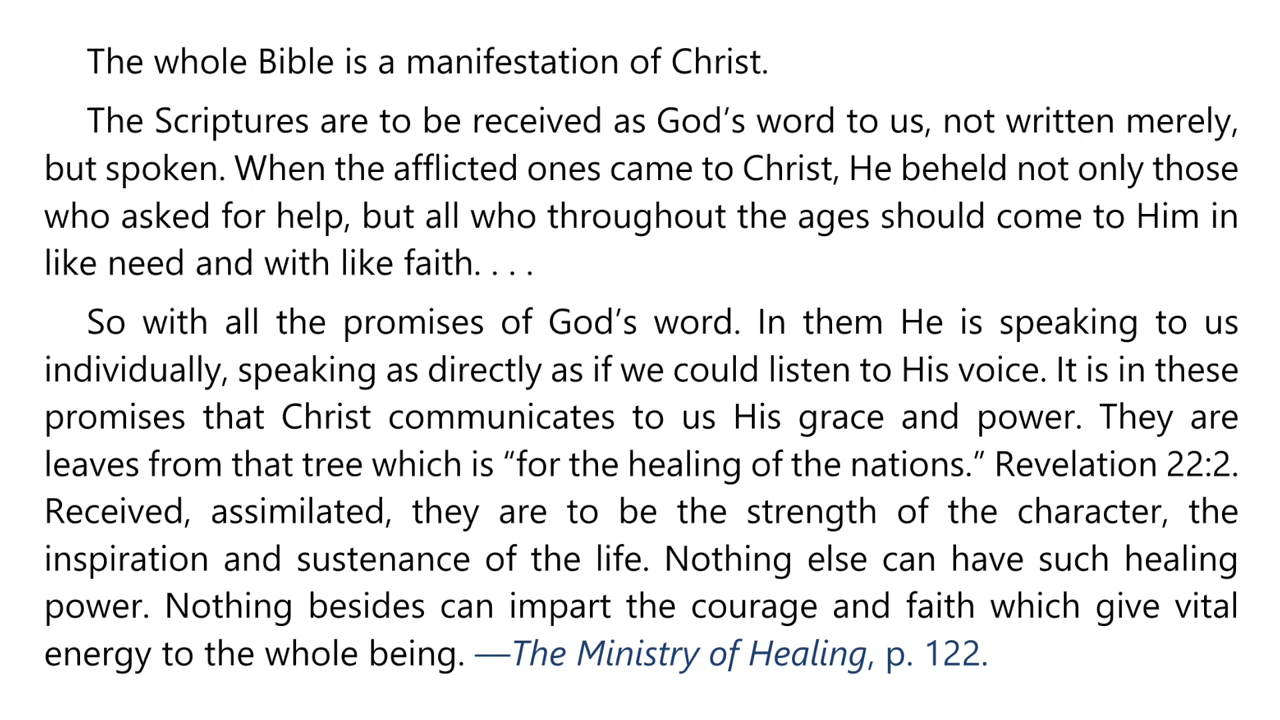 The whole Bible is a manifestation of Christ.
The Scriptures are to be received as God’s word to us, not written merely,
but spoken. When the afflicted ones came to Christ, He beheld not only those
who asked for help, but all who throughout the ages should come to Him in
like need and with like faith. . . .
So with all the promises of God’s word. In them He is speaking to us
individually, speaking as directly as if we could listen to His voice. It is in these
promises that Christ communicates to us His grace and power. They are
leaves from that tree which is “for the healing of the nations.” Revelation 22:2.
Received, assimilated, they are to be the strength of the character, the
inspiration and sustenance of the life. Nothing else can have such healing
power. Nothing besides can impart the courage and faith which give vital
energy to the whole being. —The Ministry of Healing, p. 122.